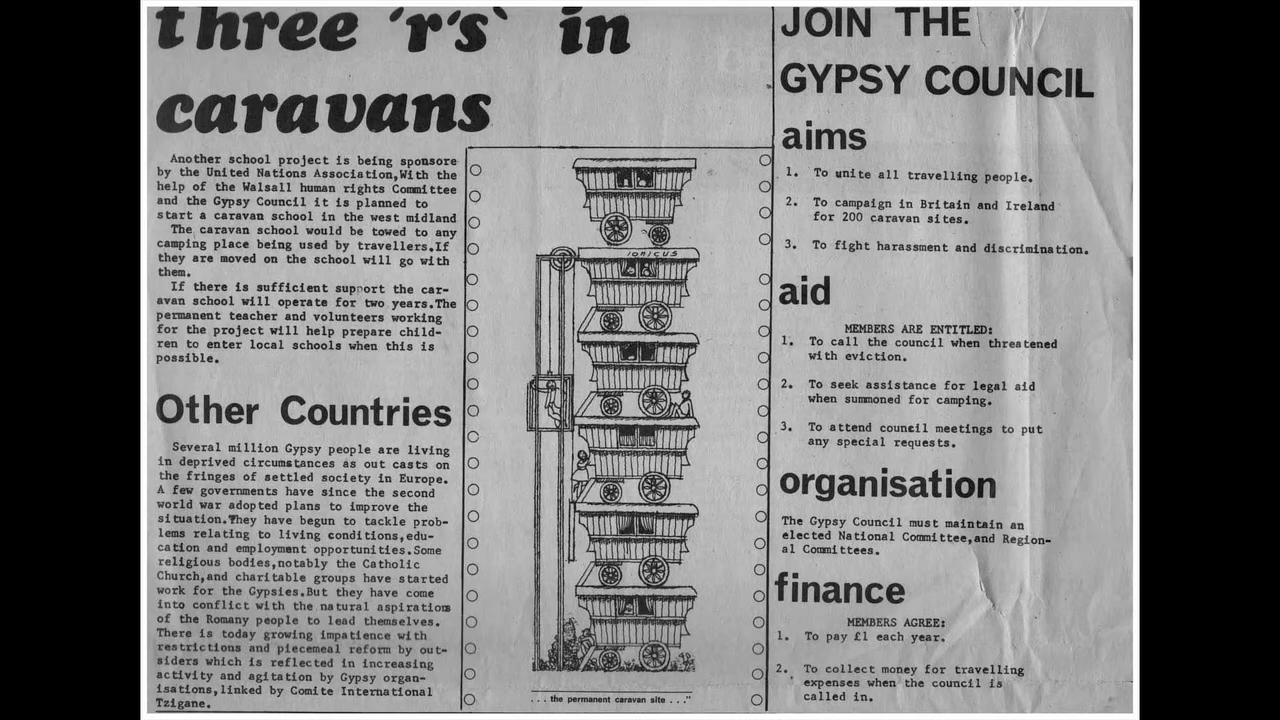 three 'r's' in
caravans
Another school project is being sponsore
by the United Nations Association,With the
help of the Walsall human rights Committee
and the Gypsy Council it is planned to
start a caravan school in the west midland
The caravan school would be towed to any
camping place being used by travellers.If
they are moved on the school will go with
them.
If there is sufficient support the car-
avan school will operate for two years.The
permanent teacher and volunteers working
for the project will help prepare child-
ren to enter local schools when this is
possible.
Other Countries
Several million Gypsy people are living
in deprived circumstances as out casts on
the fringes of settled society in Europe.
A few governments have since the second
world war adopted plans to improve the
situation.They have begun to tackle prob-
lems relating to living conditions,edu-
cation and employment opportunities.Some
religious bodies,notably the Catholic
Church,and charitable groups have started
work for the Gypsies.But they have come
into conflict with the natural aspirations
of the Romany people to lead themselves.
There is today growing impatience with
restrictions and piecemeal reform by out-
siders which is reflected in increasing
activity and agitation by Gypsy organ-
isations,linked by Comite International
Tzigane.
IONICUS
. . . the permanent caravan site . . ."
JOIN THE
GYPSY COUNCIL
aims
1. To unite all travelling people.
2. To campaign in Britain and Ireland
for 200 caravan sites.
3. To fight harassment and discrimination.
aid
MEMBERS ARE ENTITLED:
1. To call the council when threatened
with eviction.
2. To seek assistance for legal aid
when summoned for camping.
3. To attend council meetings to put
any special requests.
organisation
The Gypsy Council must maintain an
elected National Committee,and Region-
al Committees.
finance
MEMBERS AGREE:
1. To pay £1 each year.
2. To collect money for travelling
expenses when the council is
called in.